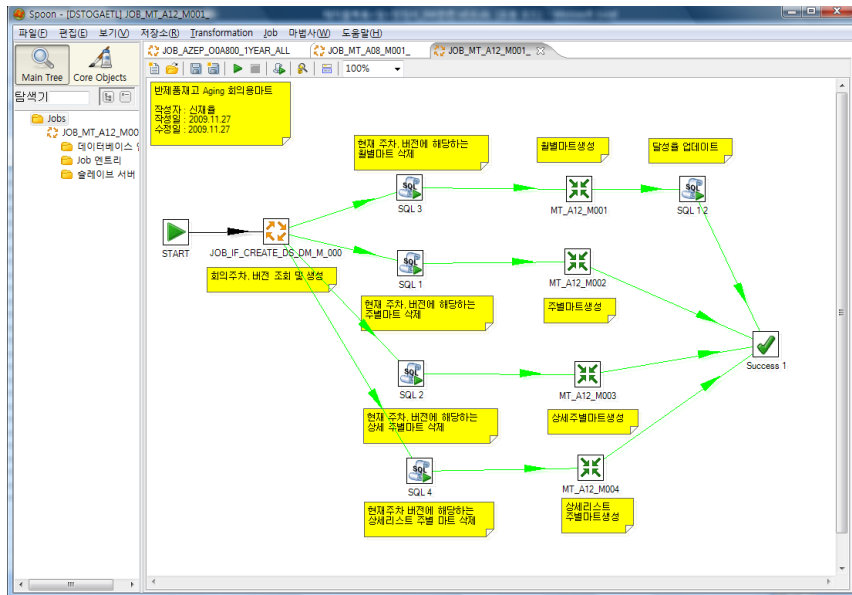 Spoon - [DSTOGAETL] JOB_MT_A12_M001_
파일(F) 편집(E) 보기(V) 저장소(R) Transformation Job 마법사(W) 도움말(H)
Main Tree
Core Objects
JOB_AZEP_O0A800_1YEAR_ALL
JOB_MT_A08_M001_
JOB_MT_A12_M001_
100%
탐색기
Jobs
JOB_MT_A12_M00
데이터베이스
Job 엔트리
슬레이브 서버
반제품재고 Aging 회의용마트
작성자 : 신재율
작성일 : 2009.11.27
수정일 : 2009.11.27
현재 주차, 버전에 해당하는
월별마트 삭제
월별마트생성
달성율 업데이트
SQL
SQL 3
MT_A12_M001
SQL
SQL 1 2
START
JOB_IF_CREATE_DS_DM_M_000
회의주차, 버전 조회 및 생성
SQL
SQL 1
MT_A12_M002
현재 주차, 버전에 해당하는
주별마트 삭제
주별마트생성
Success 1
SQL
SQL 2
MT_A12_M003
현재 주차, 버전에 해당하는
상세 주별마트 삭제
상세주별마트생성
SQL
SQL 4
MT_A12_M004
현재주차 버전에 해당하는
상세리스트 주별 마트 삭제
상세리스트
주별마트생성